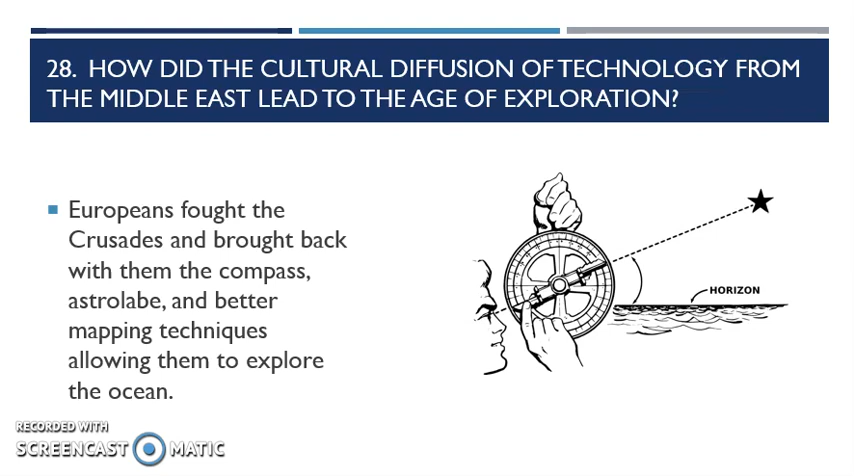 28. HOW DID THE CULTURAL DIFFUSION OF TECHNOLOGY FROM
THE MIDDLE EAST LEAD TO THE AGE OF EXPLORATION?
Europeans fought the
Crusades and brought back
with them the compass,
astrolabe, and better
mapping techniques
allowing them to explore
the ocean.
HORIZON
RECORDED WITH
SCREENCAST MATIC